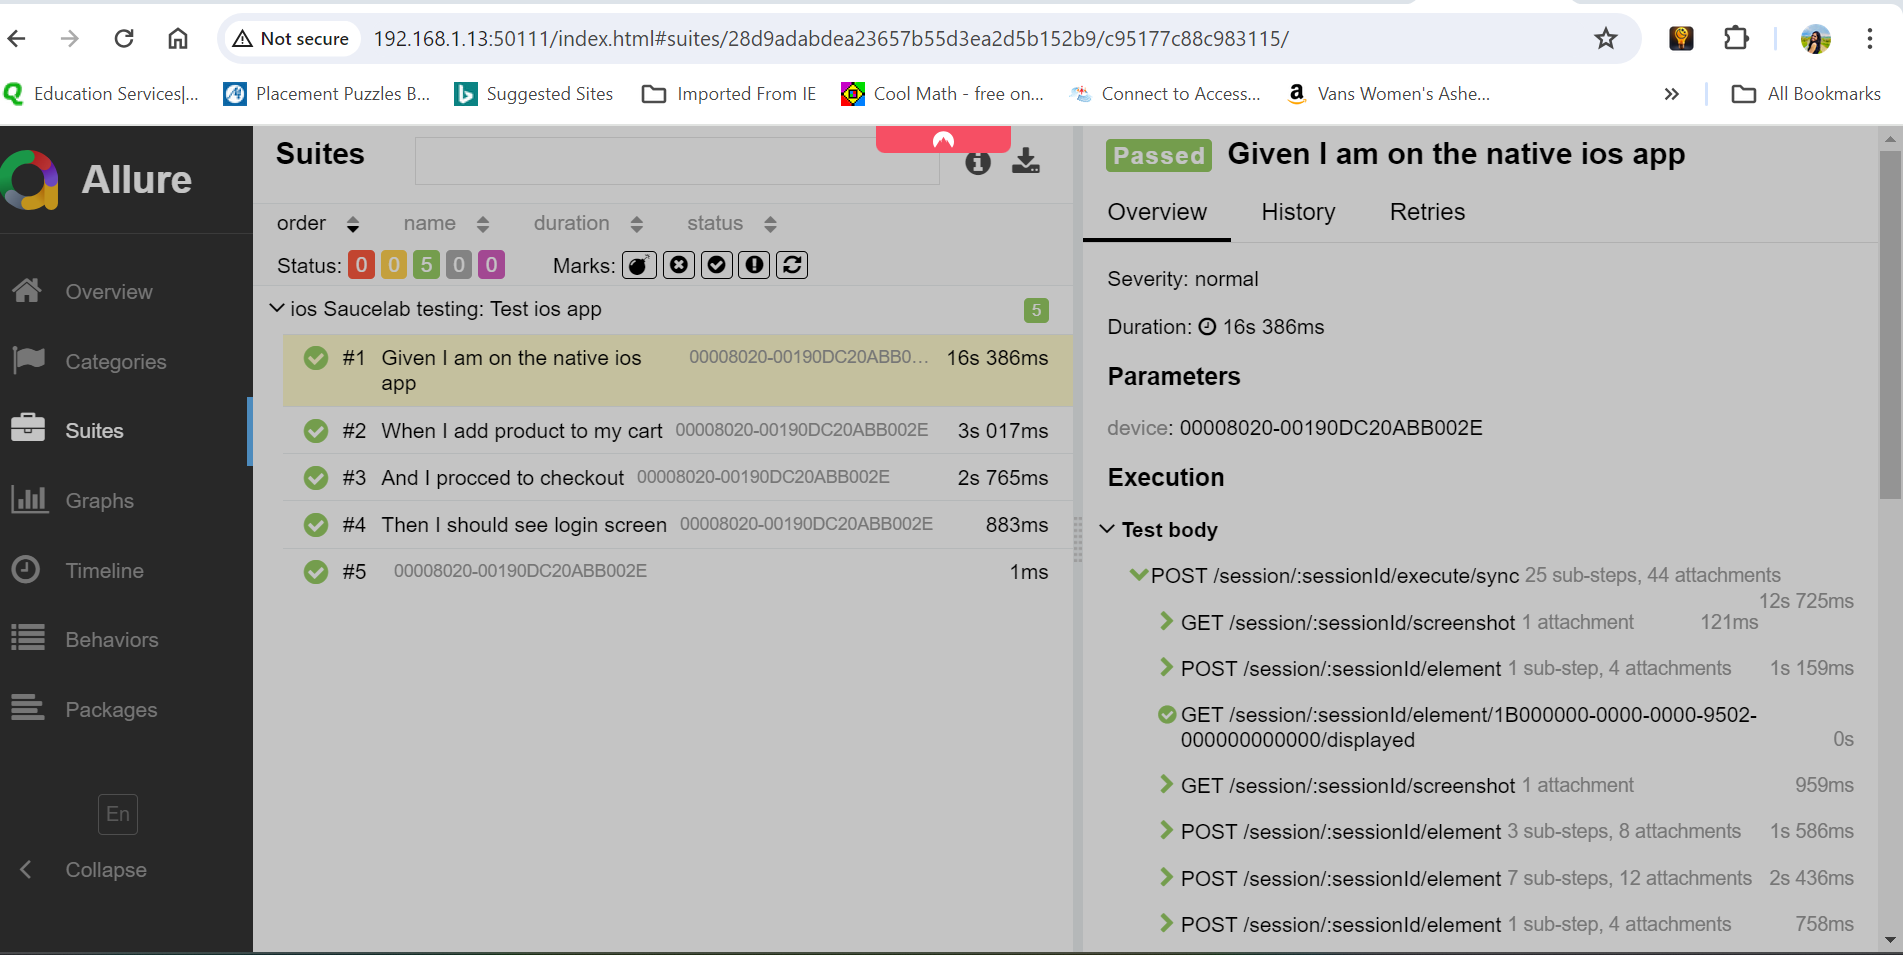 Not secure
192.168.1.13:50111/index.html#suites/28d9adabdea23657b55d3ea2d5b152b9/c95177c88c983115/
Education Services|...
Placement Puzzles B...
Suggested Sites
Imported From IE
Cool Math - free on...
Connect to Access...
Vans Women's Ashe...
All Bookmarks
Allure
Overview
Categories
Suites
Graphs
Timeline
Behaviors
Packages
En
Collapse
Suites
order name duration status
Status: 0 0 5 0 0 Marks:
ios Saucelab testing: Test ios app 5
#1 Given I am on the native ios 00008020-00190DC20ABB0... 16s 386ms
app
#2 When I add product to my cart 00008020-00190DC20ABB002E 3s 017ms
#3 And I procced to checkout 00008020-00190DC20ABB002E 2s 765ms
#4 Then I should see login screen 00008020-00190DC20ABB002E 883ms
#5 00008020-00190DC20ABB002E 1ms
Passed Given I am on the native ios app
Overview History Retries
Severity: normal
Duration: 16s 386ms
Parameters
device: 00008020-00190DC20ABB002E
Execution
Test body
POST /session/:sessionId/execute/sync 25 sub-steps, 44 attachments
12s 725ms
GET /session/:sessionId/screenshot 1 attachment 121ms
POST /session/:sessionId/element 1 sub-step, 4 attachments 1s 159ms
GET /session/:sessionId/element/1B000000-0000-0000-9502-
000000000000/displayed 0s
GET /session/:sessionId/screenshot 1 attachment 959ms
POST /session/:sessionId/element 3 sub-steps, 8 attachments 1s 586ms
POST /session/:sessionId/element 7 sub-steps, 12 attachments 2s 436ms
POST /session/:sessionId/element 1 sub-step, 4 attachments 758ms